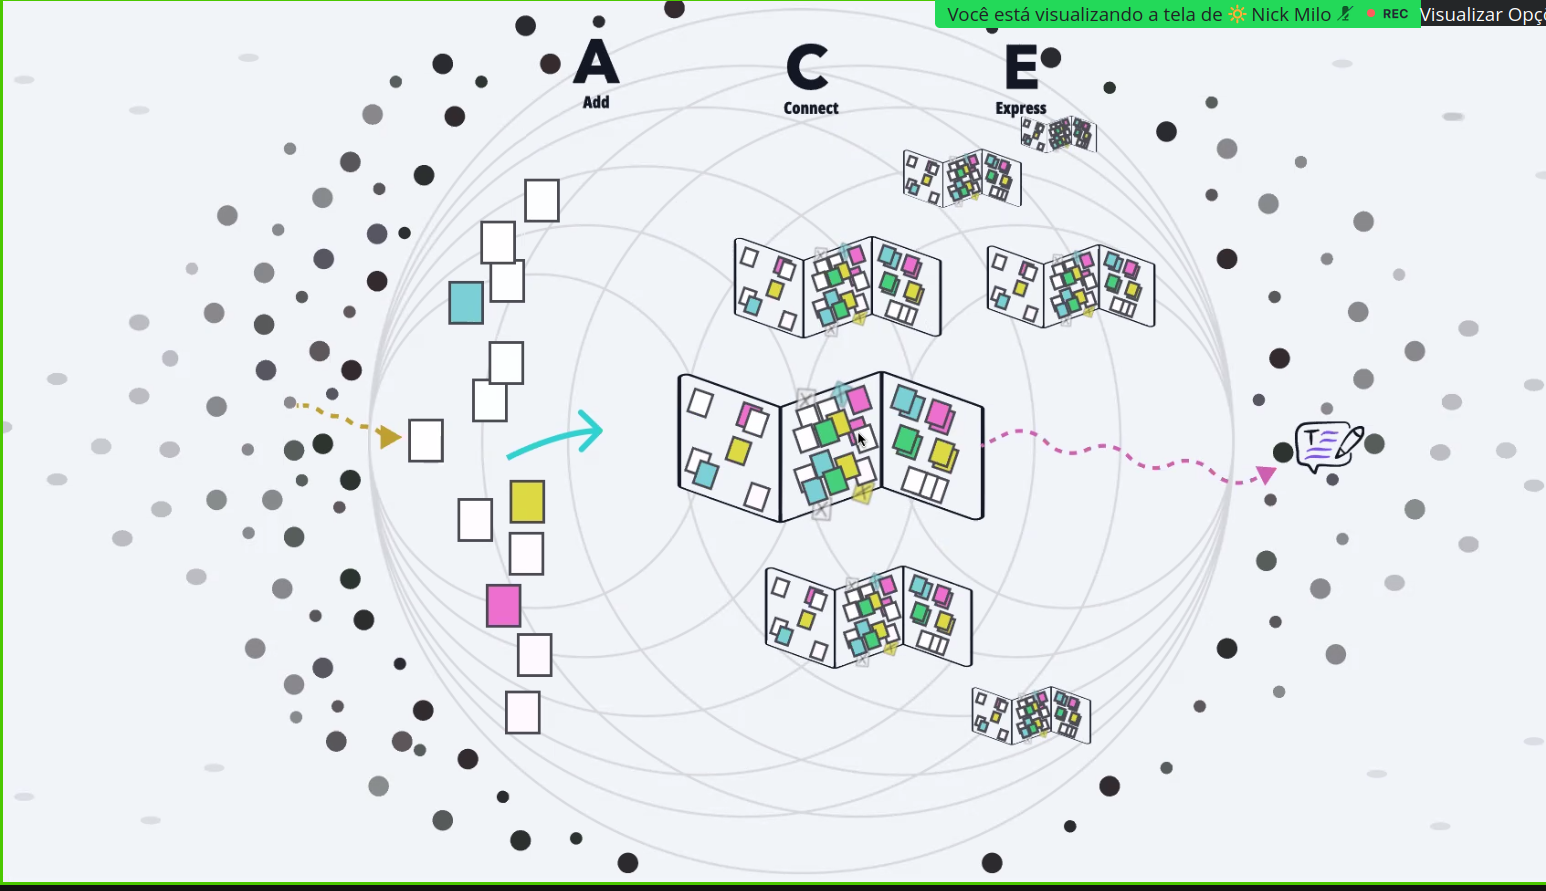 Você está visualizando a tela de Nick Milo REC
Visualizar Opç
A
Add
C
Connect
E
Express
T